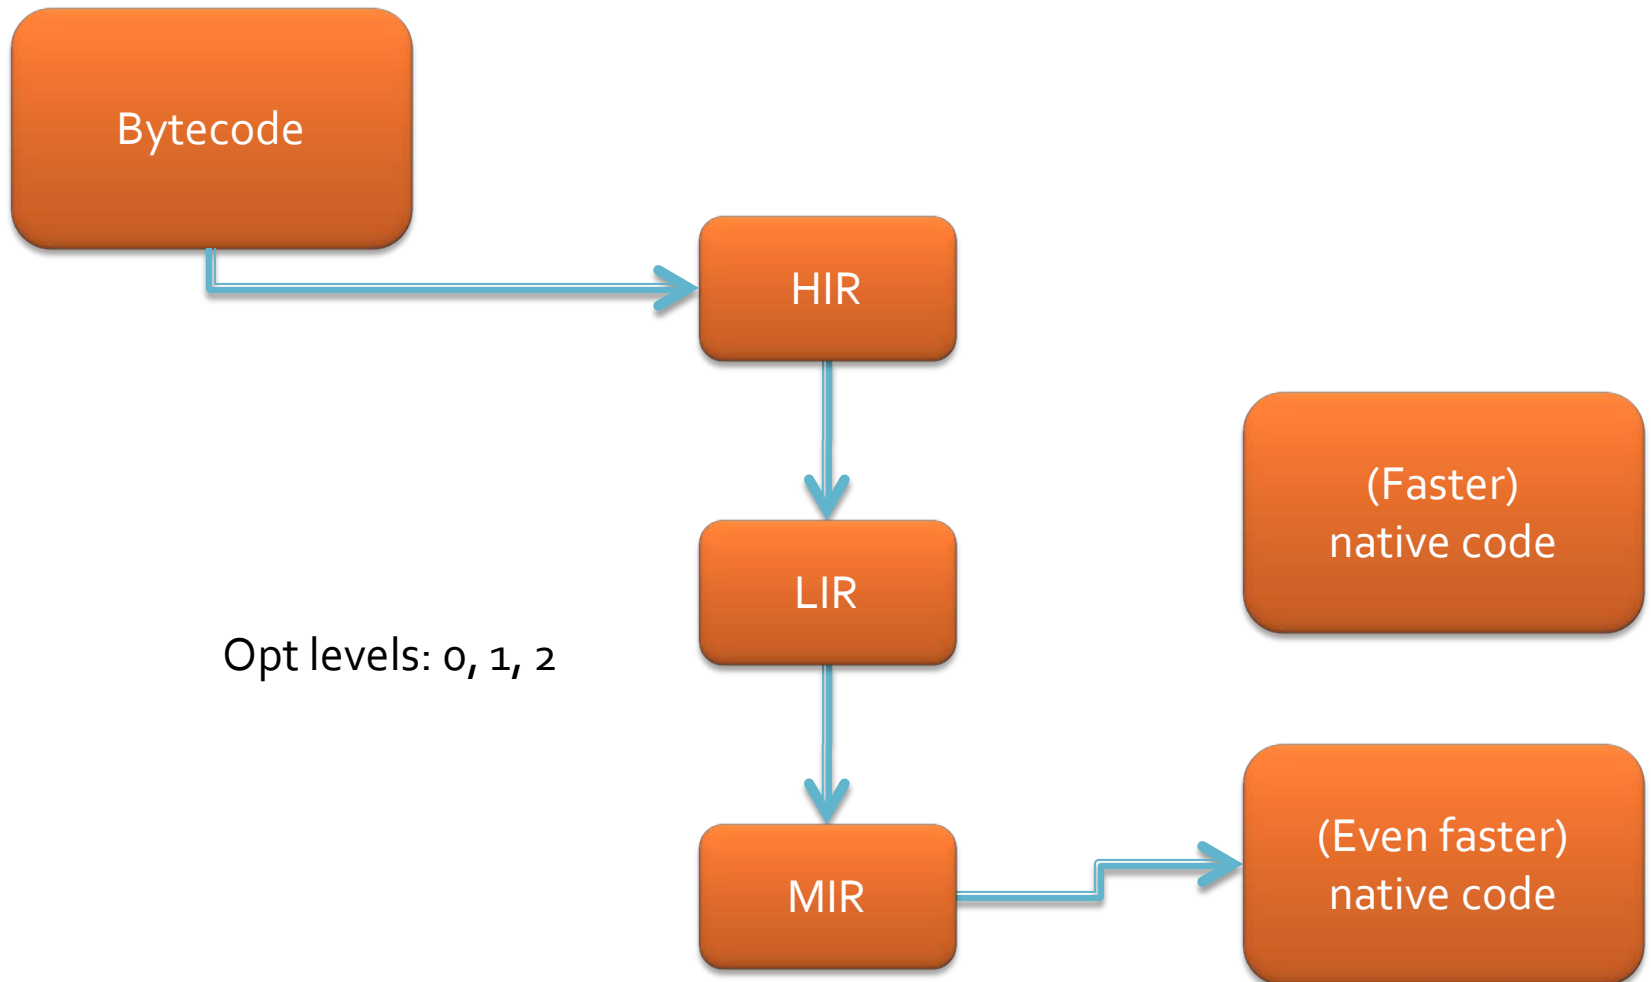 Bytecode
HIR
(Faster)
native code
LIR
Opt levels: 0, 1, 2
(Even faster)
native code
MIR